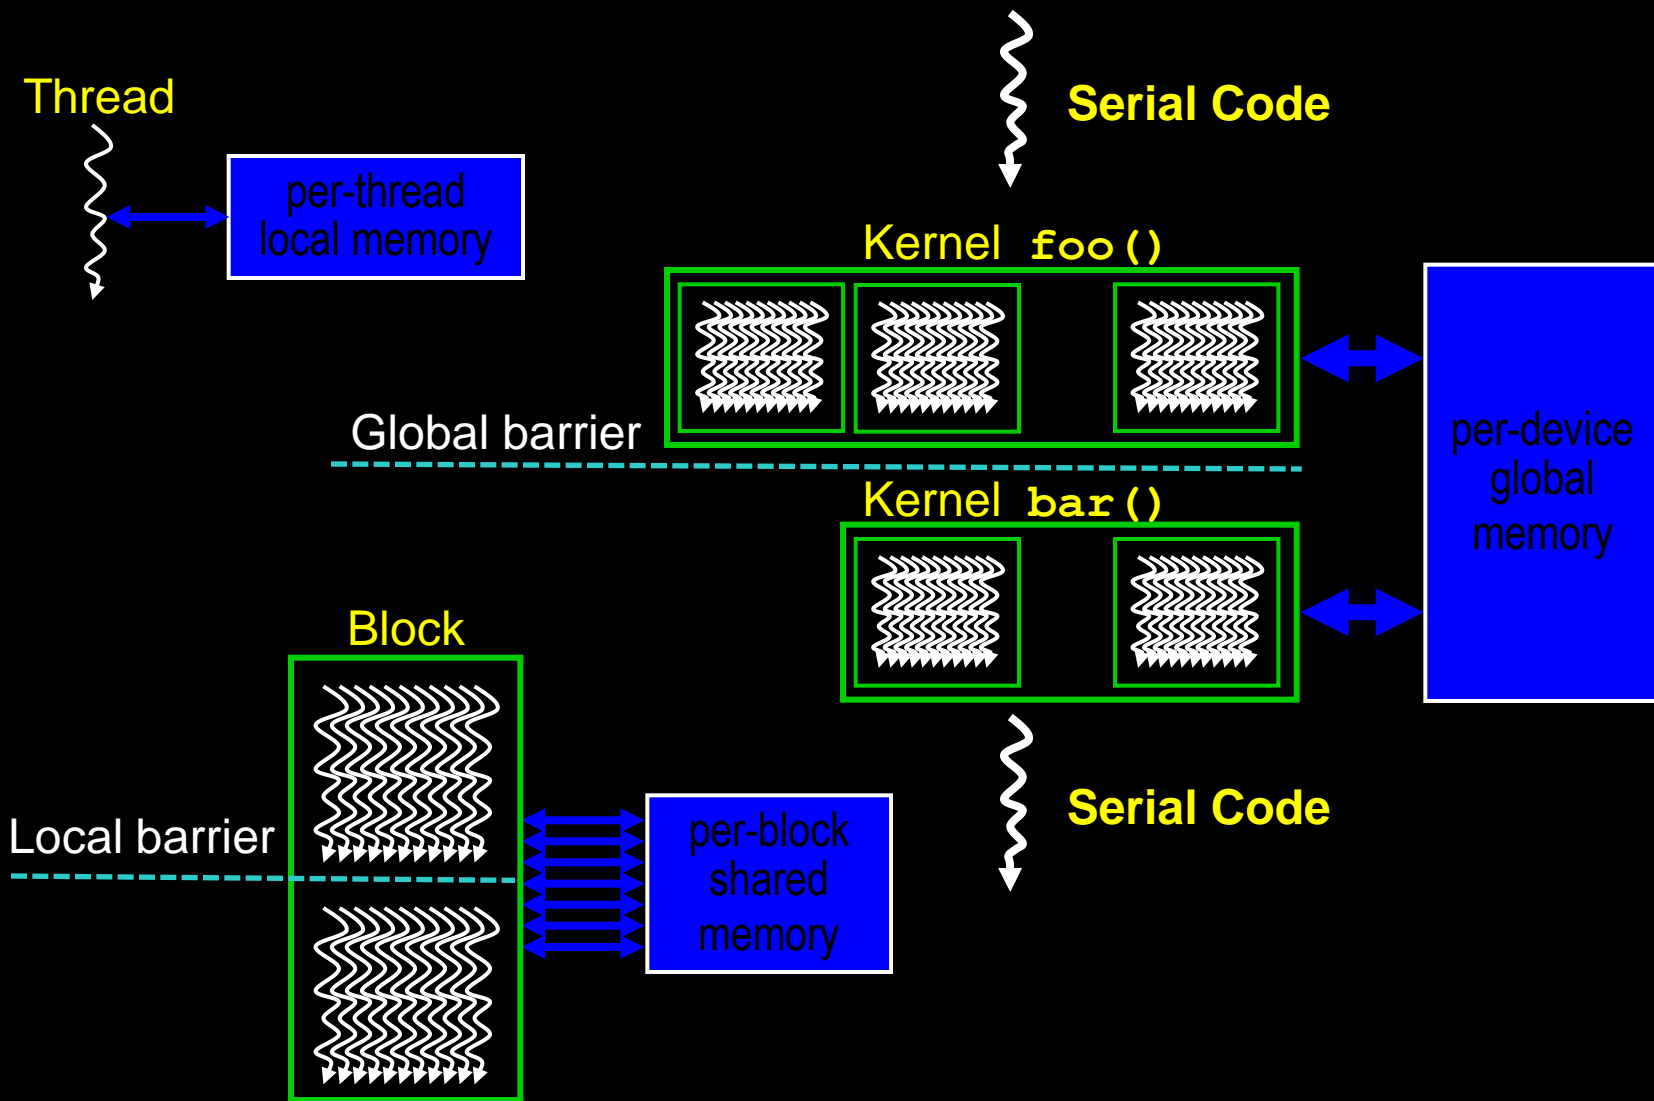 Thread
Serial Code
per-thread
local memory
Kernel foo()
Global barrier
per-device
global
memory
Kernel bar()
Block
Serial Code
Local barrier
per-block
shared
memory